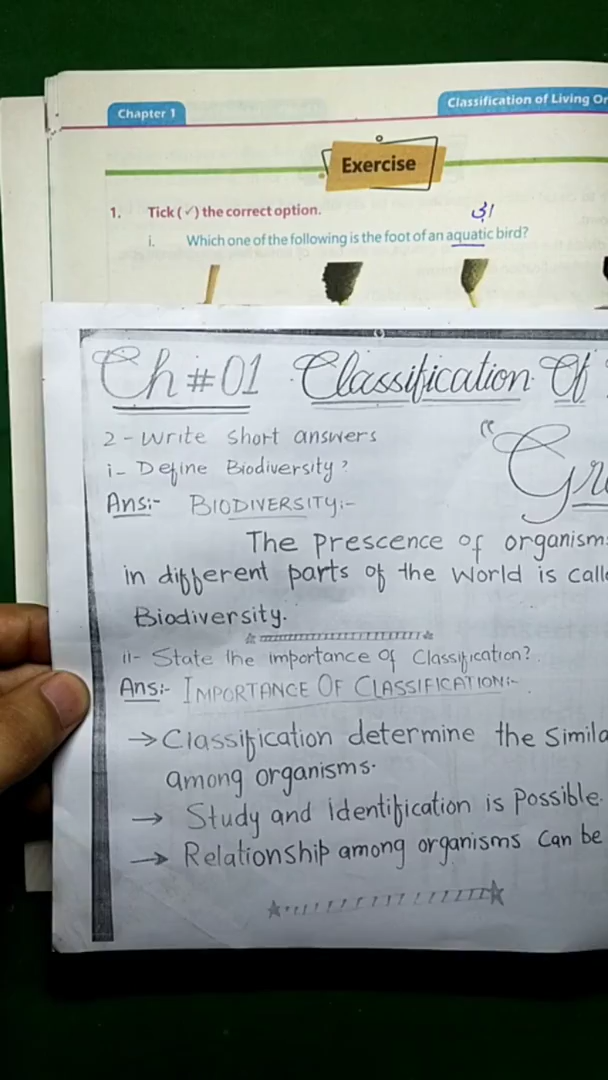 Chapter 1
Classification of Living Or
Exercise
1. Tick (✓) the correct option.
i. Which one of the following is the foot of an aquatic bird?
Ch # 01 Classification Of
2 - Write short answers
i- Define Biodiversity?
Ans:- BIODIVERSITY:-
The Prescence of organism
in different parts of the World is call
Biodiversity.
ii- State the importance of Classification?
Ans:- IMPORTANCE OF CLASSIFICATION:-
→ Classification determine the Simila
among organisms.
→ Study and identification is Possible.
→ Relationship among organisms Can be